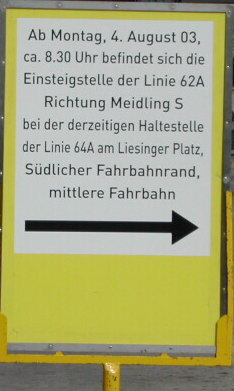 Ab Montag, 4. August 03,
ca. 8.30 Uhr befindet sich die
Einsteigstelle der Linie 62A
Richtung Meidling S
bei der derzeitigen Haltestelle
der Linie 64A am Liesinger Platz,
Südlicher Fahrbahnrand,
mittlere Fahrbahn